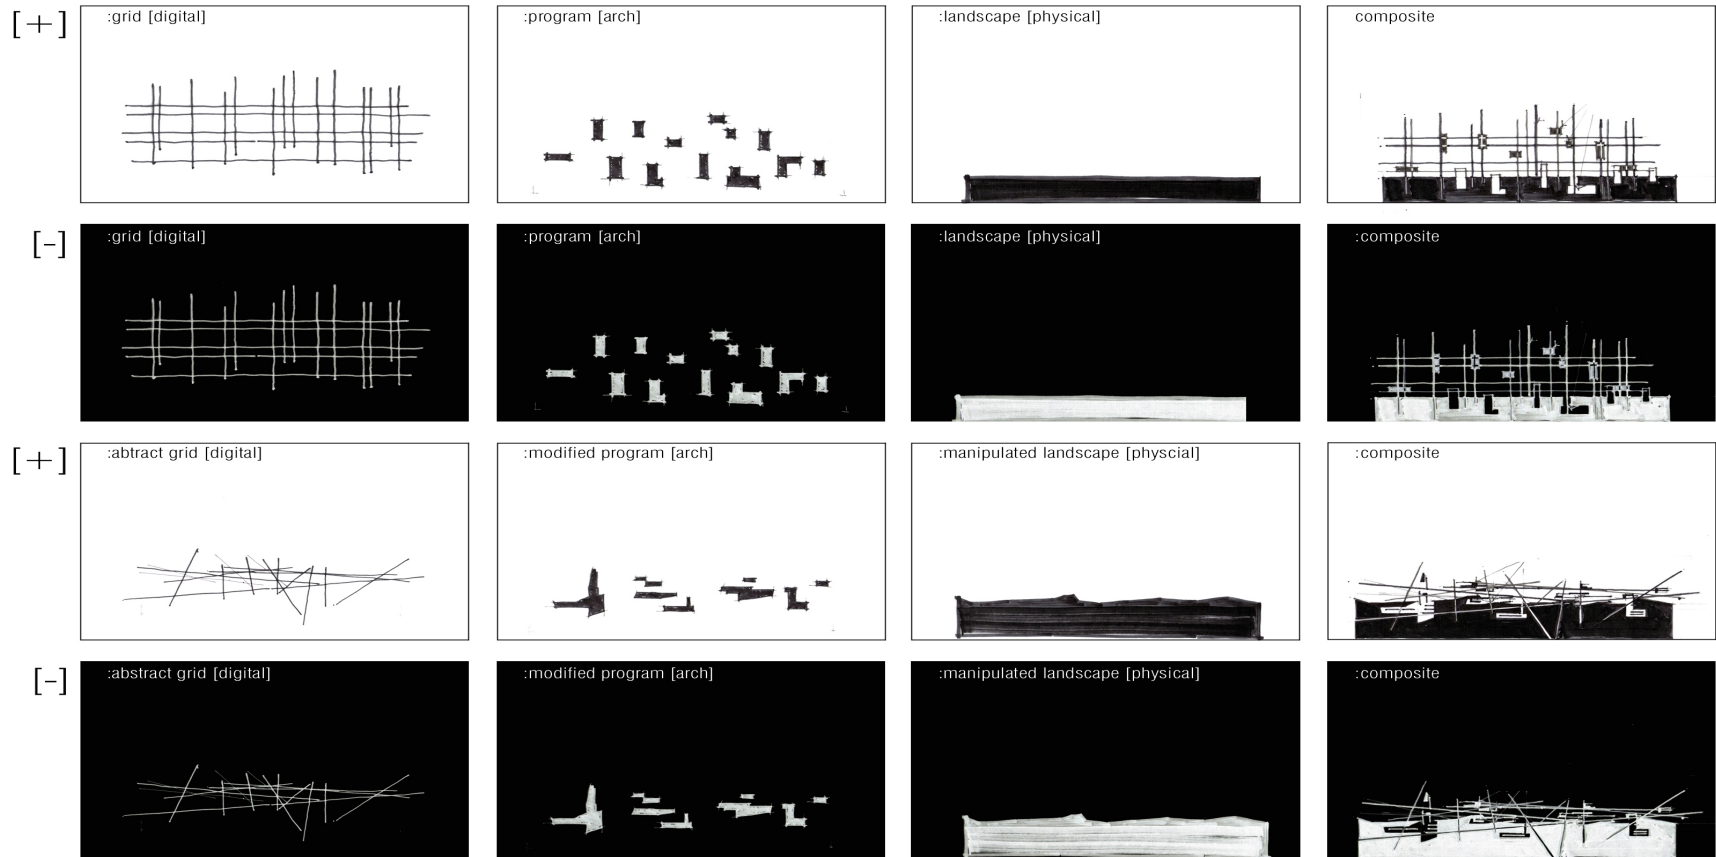 [+]
:grid [digital]
:program [arch]
:landscape [physical]
composite
[-]
:grid [digital]
:program [arch]
:landscape [physical]
:composite
[+]
:abtract grid [digital]
:modified program [arch]
:manipulated landscape [physcial]
:composite
[-]
:abstract grid [digital]
:modified program [arch]
:manipulated landscape [physical]
:composite